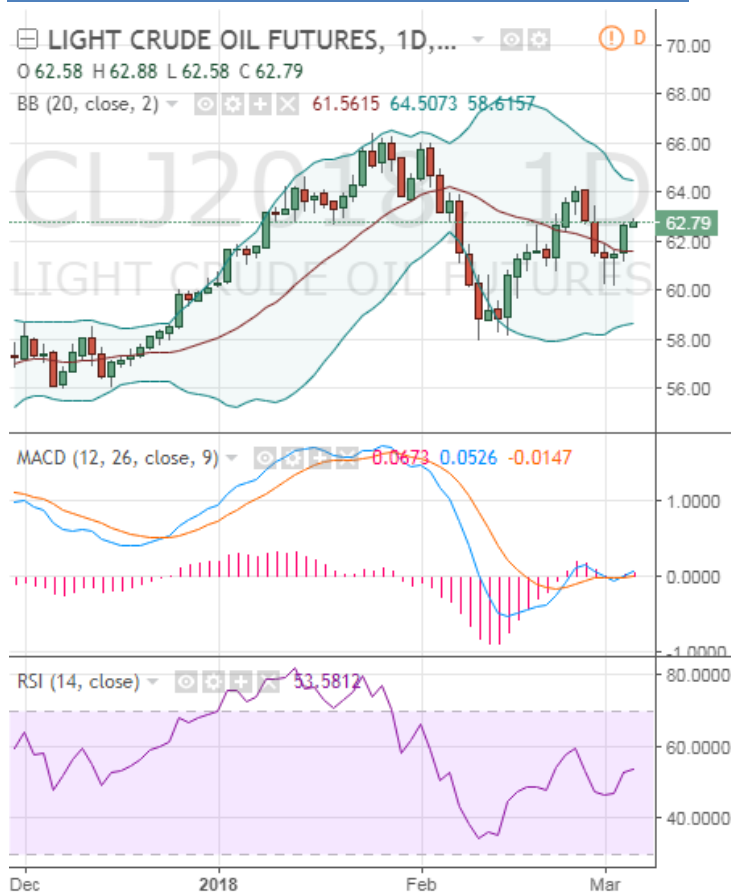 LIGHT CRUDE OIL FUTURES, 1D,... D
O 62.58 H 62.88 L 62.58 C 62.79
BB (20, close, 2) 61.5615 64.5073 58.6157
CLJ2018, 1D
LIGHT CRUDE OIL FUTURES
70.00
68.00
66.00
64.00
62.79
62.00
60.00
58.00
56.00
MACD (12, 26, close, 9) 0.0673 0.0526 -0.0147
1.0000
0.0000
-1.0000
RSI (14, close) 53.5812
80.0000
60.0000
40.0000
Dec 2018 Feb Mar